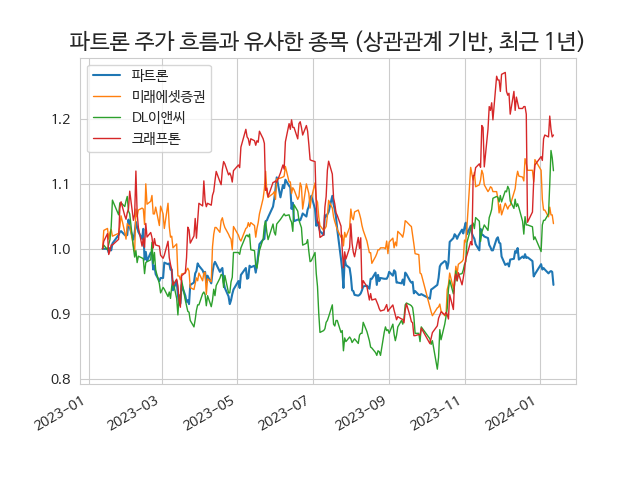 파트론 주가 흐름과 유사한 종목 (상관관계 기반, 최근 1년)
파트론
미래에셋증권
DL이앤씨
크래프톤
1.2
1.1
1.0
0.9
0.8
2023-01
2023-03
2023-05
2023-07
2023-09
2023-11
2024-01